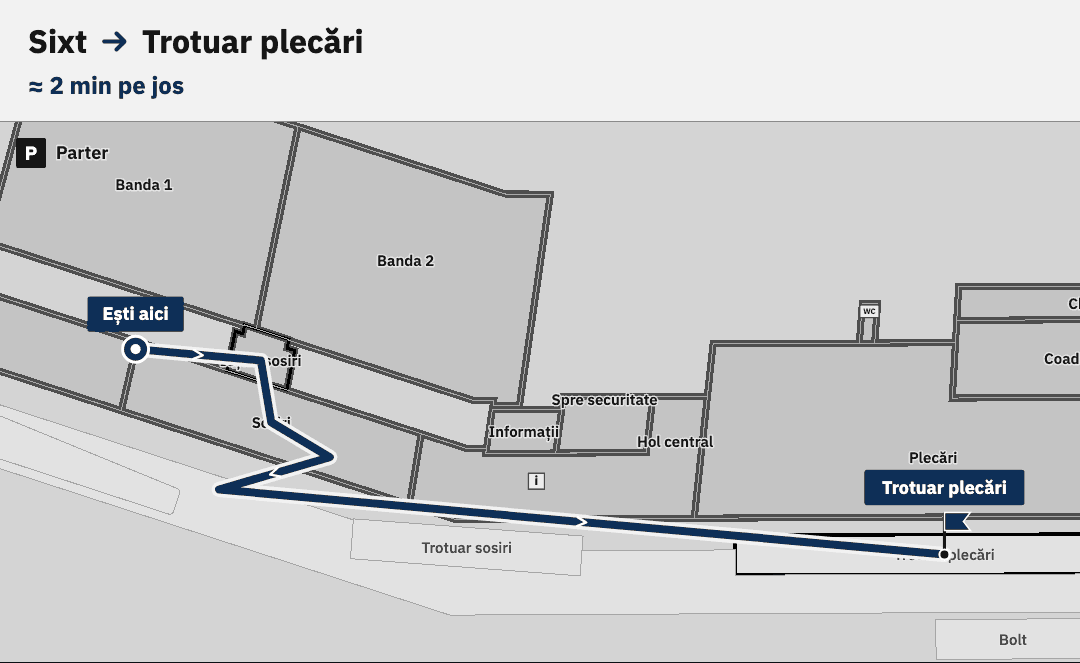 Sixt → Trotuar plecări
≈ 2 min pe jos
P Parter
Banda 1
Banda 2
Ești aici
sosiri
wc
Coad
Spre securitate
Informații
Hol central
i
Plecări
Trotuar plecări
Trotuar sosiri
plecări
Bolt